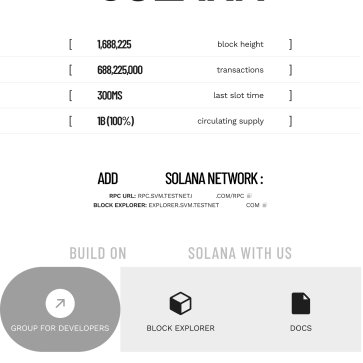 [ 1,688,225 block height ]
[ 688,225,000 transactions ]
[ 300MS last slot time ]
[ 1B (100%) circulating supply ]
ADD SOLANA NETWORK :
RPC URL: RPC.SVM.TESTNET. .COM/RPC
BLOCK EXPLORER: EXPLORER.SVM.TESTNET COM
BUILD ON SOLANA WITH US
GROUP FOR DEVELOPERS
BLOCK EXPLORER
DOCS